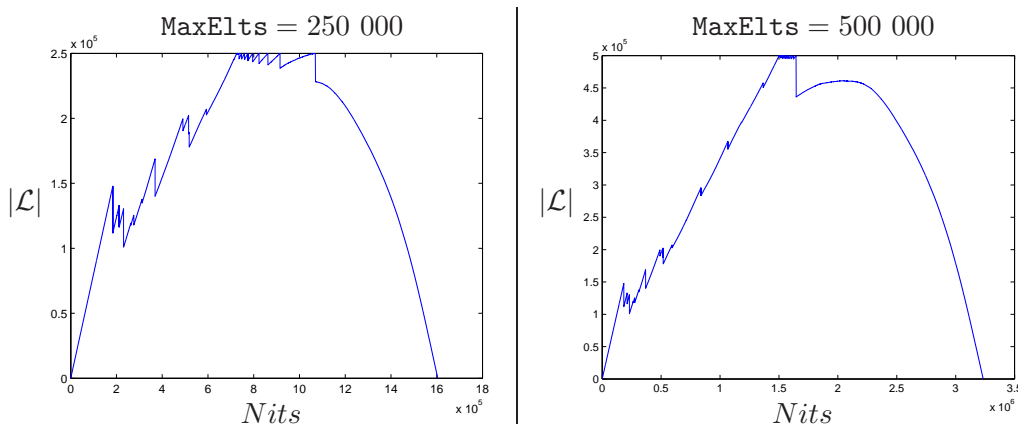 MaxElts = 250 000
x 10^5
2.5
2
1.5
1
0.5
0
|ℒ|
0 2 4 6 8 10 12 14 16 18
x 10^5
Nits
MaxElts = 500 000
x 10^5
5
4.5
4
3.5
3
2.5
2
1.5
1
0.5
0
|ℒ|
0 0.5 1 1.5 2 2.5 3 3.5
x 10^6
Nits